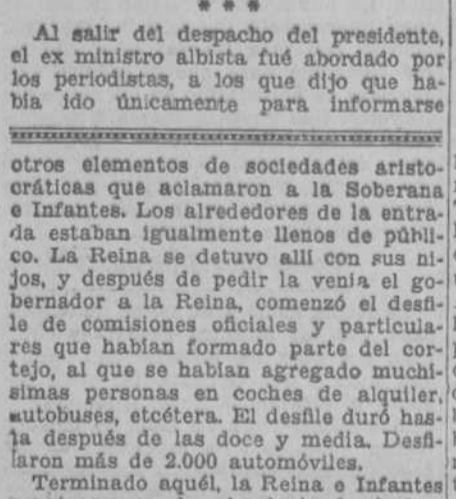 * * *
Al salir del despacho del presidente,
el ex ministro albista fué abordado por
los periodistas, a los que dijo que ha-
bía ido únicamente para informarse
otros elementos de sociedades aristo-
cráticas que aclamaron a la Soberana
e Infantes. Los alrededores de la entra-
da estaban igualmente llenos de públi-
co. La Reina se detuvo allí con sus ni-
jos, y después de pedir la venia el go-
bernador a la Reina, comenzó el desfi-
le de comisiones oficiales y particula-
res que habían formado parte del cor-
tejo, al que se habían agregado muchí-
simas personas en coches de alquiler,
autobuses, etcétera. El desfile duró has-
ta después de las doce y media. Desfi-
laron más de 2.000 automóviles.
Terminado aquél, la Reina e Infantes